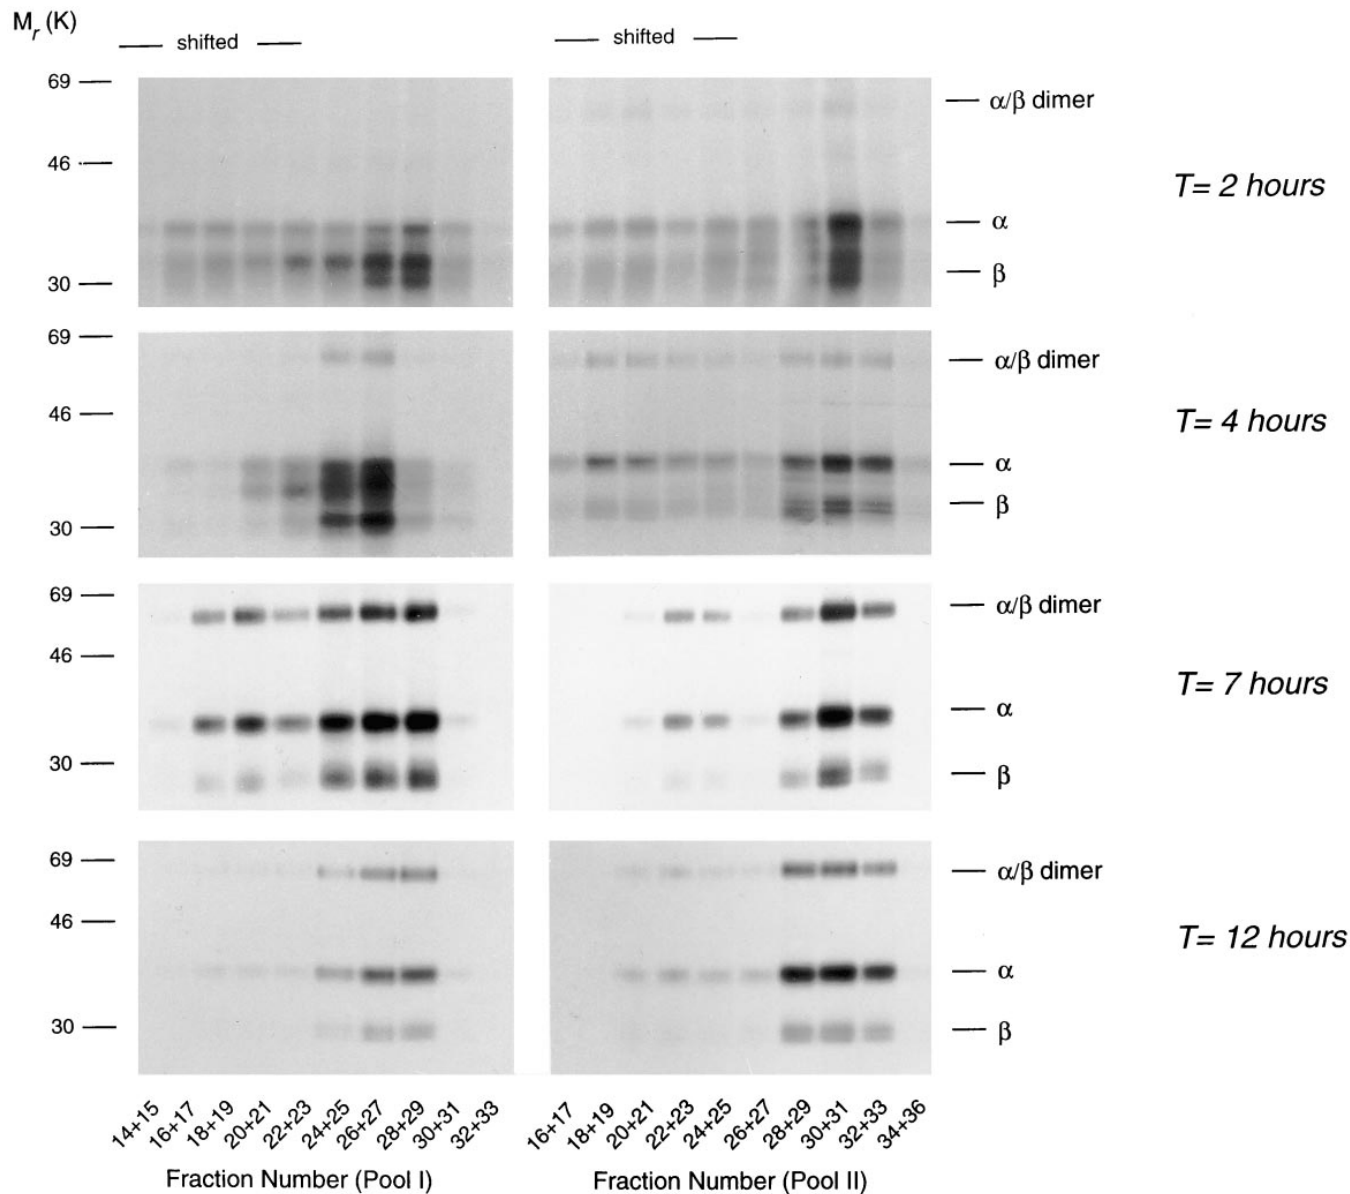 Mr (K)
shifted
shifted
69
46
30
α/β dimer
α
β
T= 2 hours
69
46
30
α/β dimer
α
β
T= 4 hours
69
46
30
α/β dimer
α
β
T= 7 hours
69
46
30
α/β dimer
α
β
T= 12 hours
14+15
16+17
18+19
20+21
22+23
24+25
26+27
28+29
30+31
32+33
16+17
18+19
20+21
22+23
24+25
26+27
28+29
30+31
32+33
34+36
Fraction Number (Pool I)
Fraction Number (Pool II)